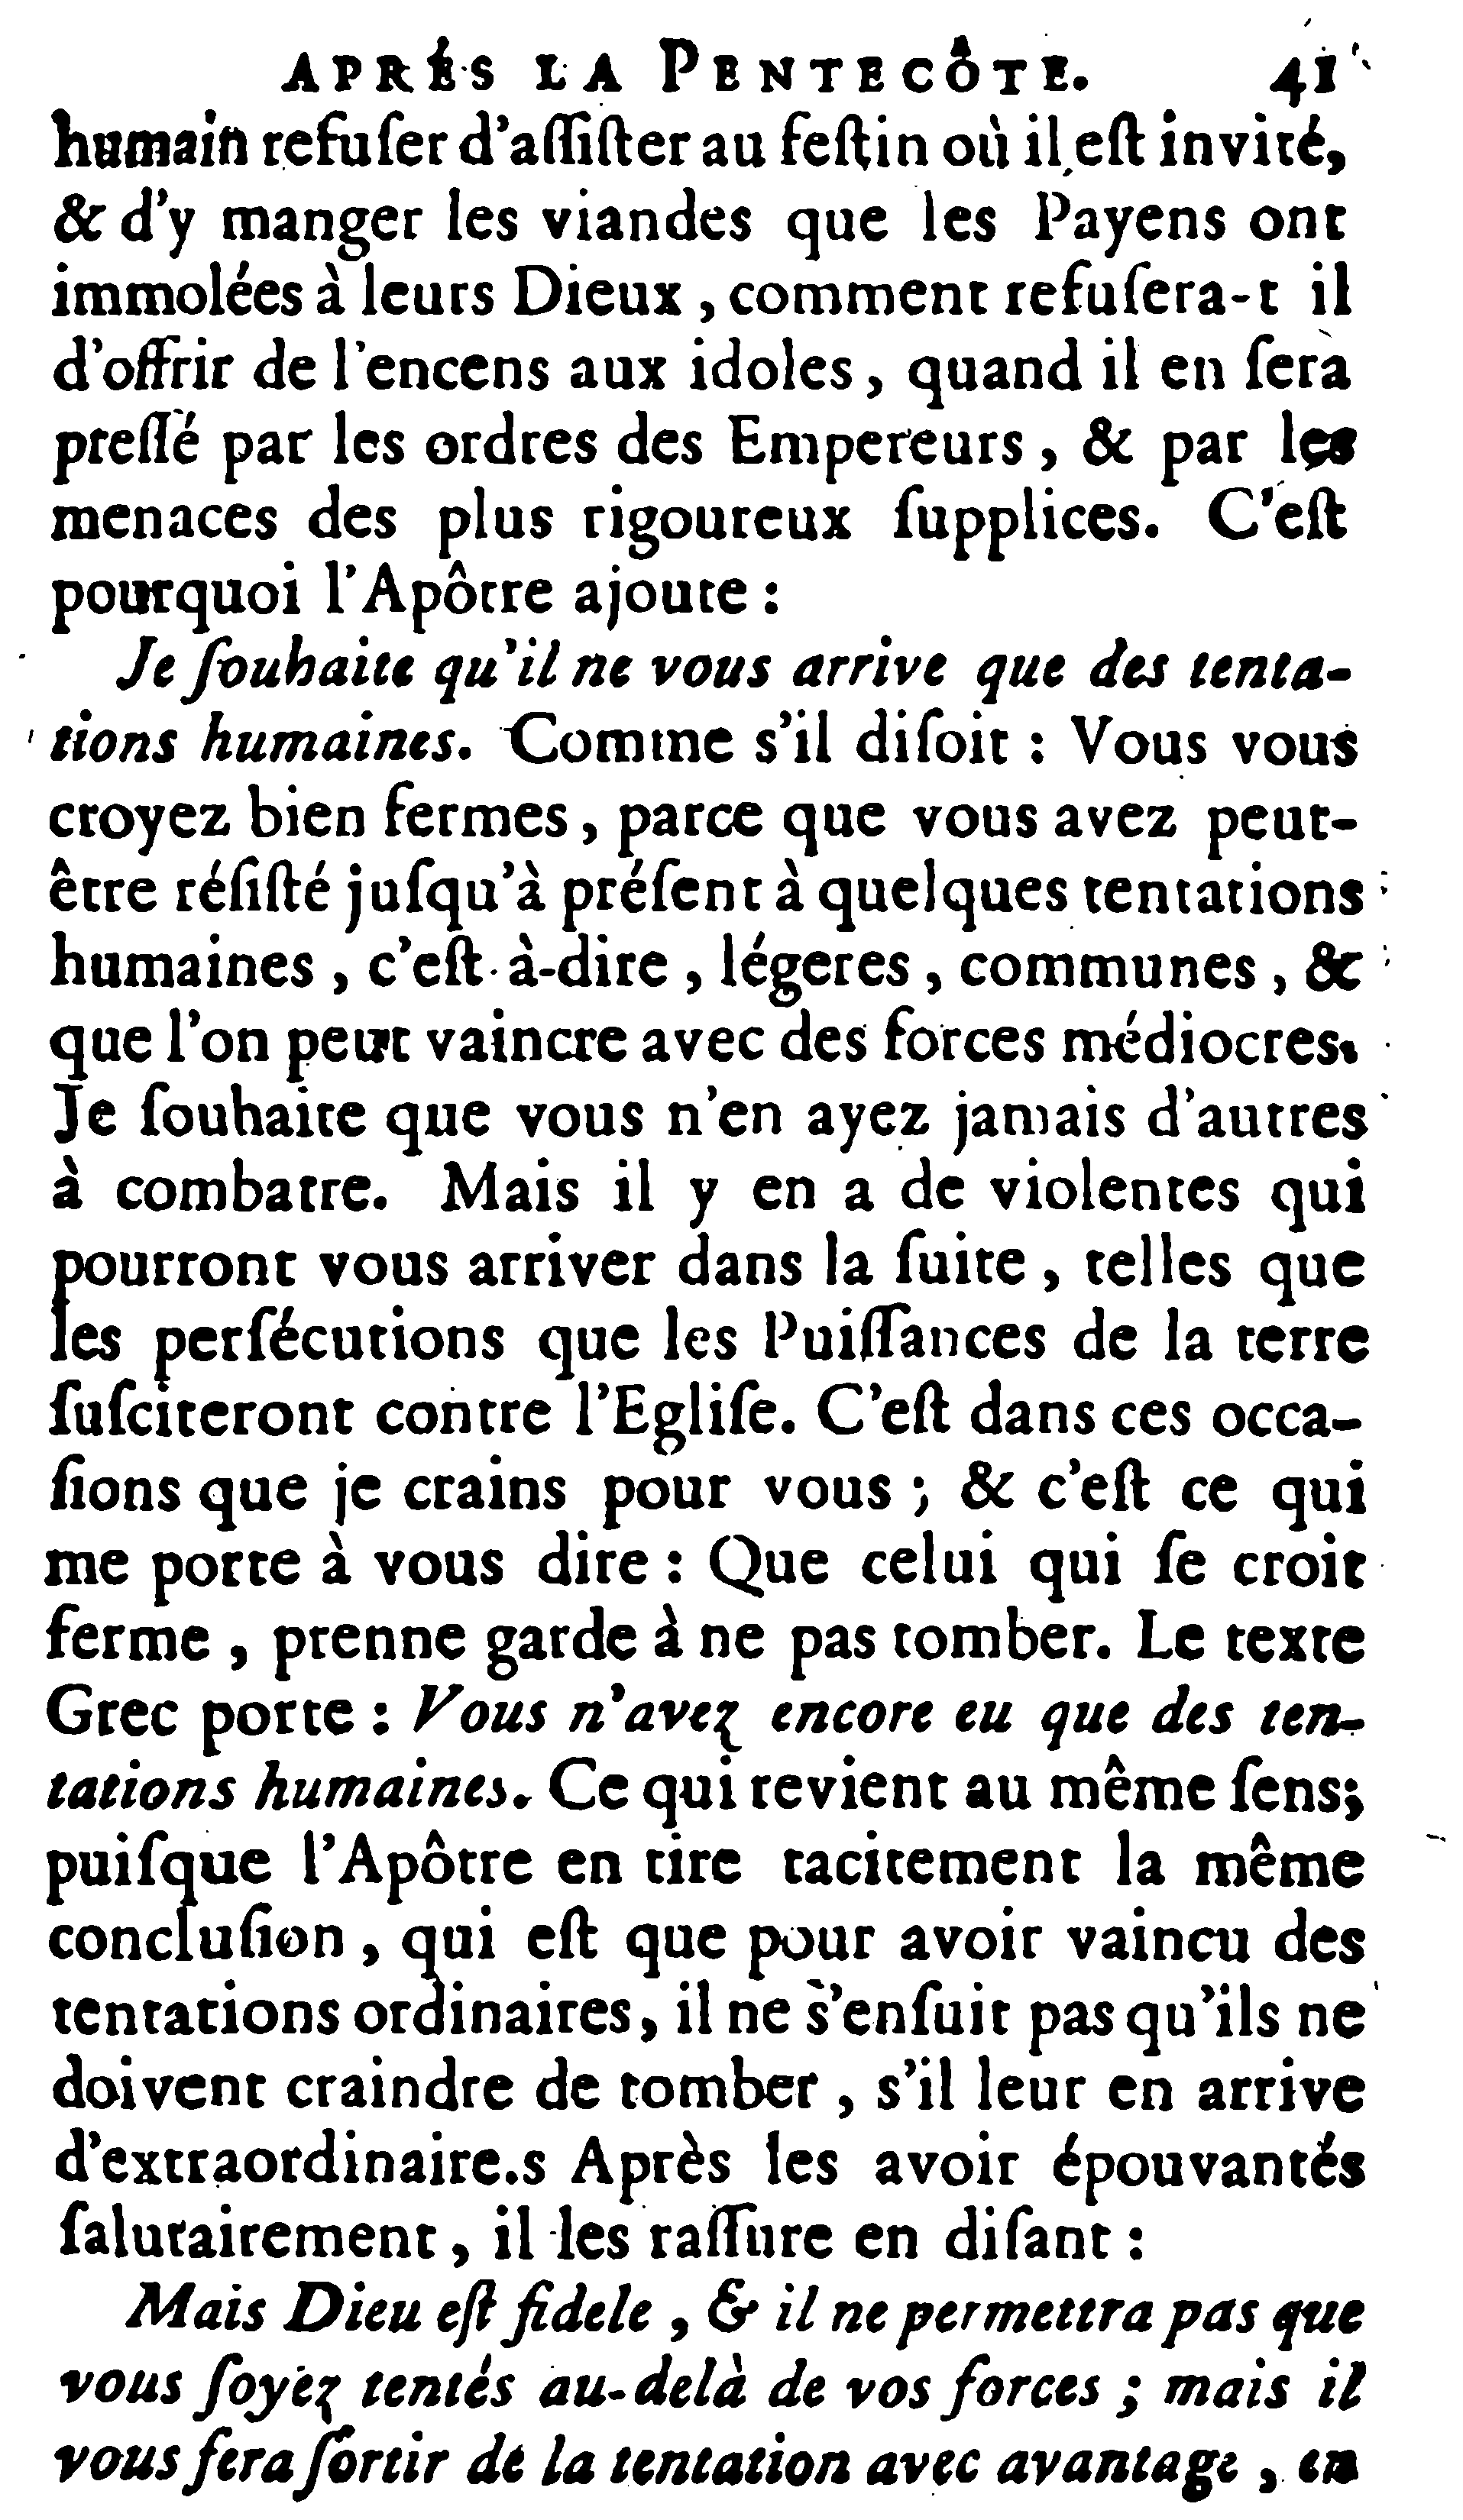 APRÉS LA PENTECÔTE. 41
humain refuſer d'aſſiſter au feſtin où il eſt invité,
& d'y manger les viandes que les Payens ont
immolées à leurs Dieux, comment refuſera-t il
d'offrir de l'encens aux idoles, quand il en ſera
preſſé par les ordres des Empereurs, & par les
menaces des plus rigoureux ſupplices. C'eſt
pourquoi l'Apôtre ajoute :
Je ſouhaite qu'il ne vous arrive que des tenta-
tions humaines. Comme s'il diſoit : Vous vous
croyez bien fermes, parce que vous avez peut-
être réſiſté juſqu'à préſent à quelques tentations
humaines, c'eſt-à-dire, légeres, communes, &
que l'on peut vaincre avec des forces médiocres.
Je ſouhaite que vous n'en ayez jamais d'autres
à combatre. Mais il y en a de violentes qui
pourront vous arriver dans la ſuite, telles que
les perſécutions que les Puiſſances de la terre
ſuſciteront contre l'Egliſe. C'eſt dans ces occa-
ſions que je crains pour vous ; & c'eſt ce qui
me porte à vous dire : Que celui qui ſe croit
ferme, prenne garde à ne pas tomber. Le texte
Grec porte : Vous n'avez encore eu que des ten-
tations humaines. Ce qui revient au même ſens;
puiſque l'Apôtre en tire tacitement la même
concluſion, qui eſt que pour avoir vaincu des
tentations ordinaires, il ne s'enſuit pas qu'ils ne
doivent craindre de tomber, s'il leur en arrive
d'extraordinaire.s Après les avoir épouvantés
ſalutairement, il les raſſure en diſant :
Mais Dieu eſt fidele, & il ne permettra pas que
vous ſoyez tentés au-delà de vos forces ; mais il
vous fera ſortir de la tentation avec avantage, en